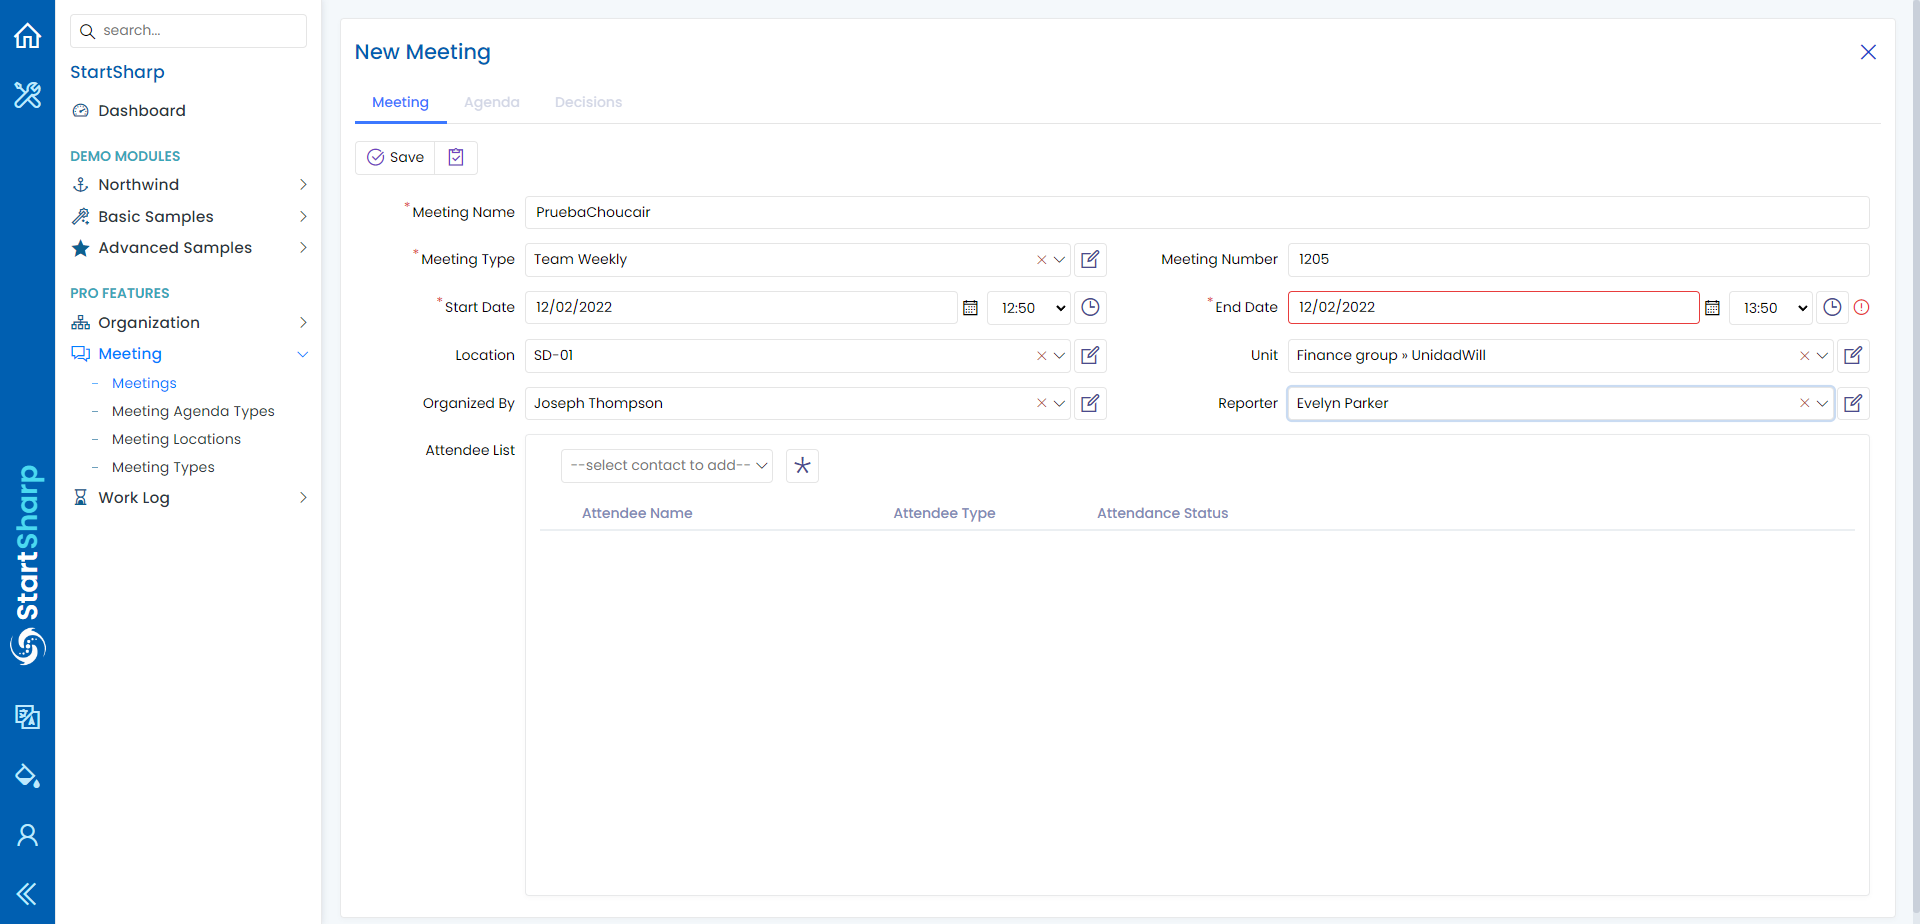 search...
StartSharp
Dashboard
DEMO MODULES
Northwind
Basic Samples
Advanced Samples
PRO FEATURES
Organization
Meeting
- Meetings
- Meeting Agenda Types
- Meeting Locations
- Meeting Types
Work Log
StartSharp
New Meeting
Meeting Agenda Decisions
Save
*Meeting Name PruebaChoucair
*Meeting Type Team Weekly Meeting Number 1205
*Start Date 12/02/2022 12:50 *End Date 12/02/2022 13:50
Location SD-01 Unit Finance group » UnidadWill
Organized By Joseph Thompson Reporter Evelyn Parker
Attendee List
--select contact to add--
Attendee Name Attendee Type Attendance Status